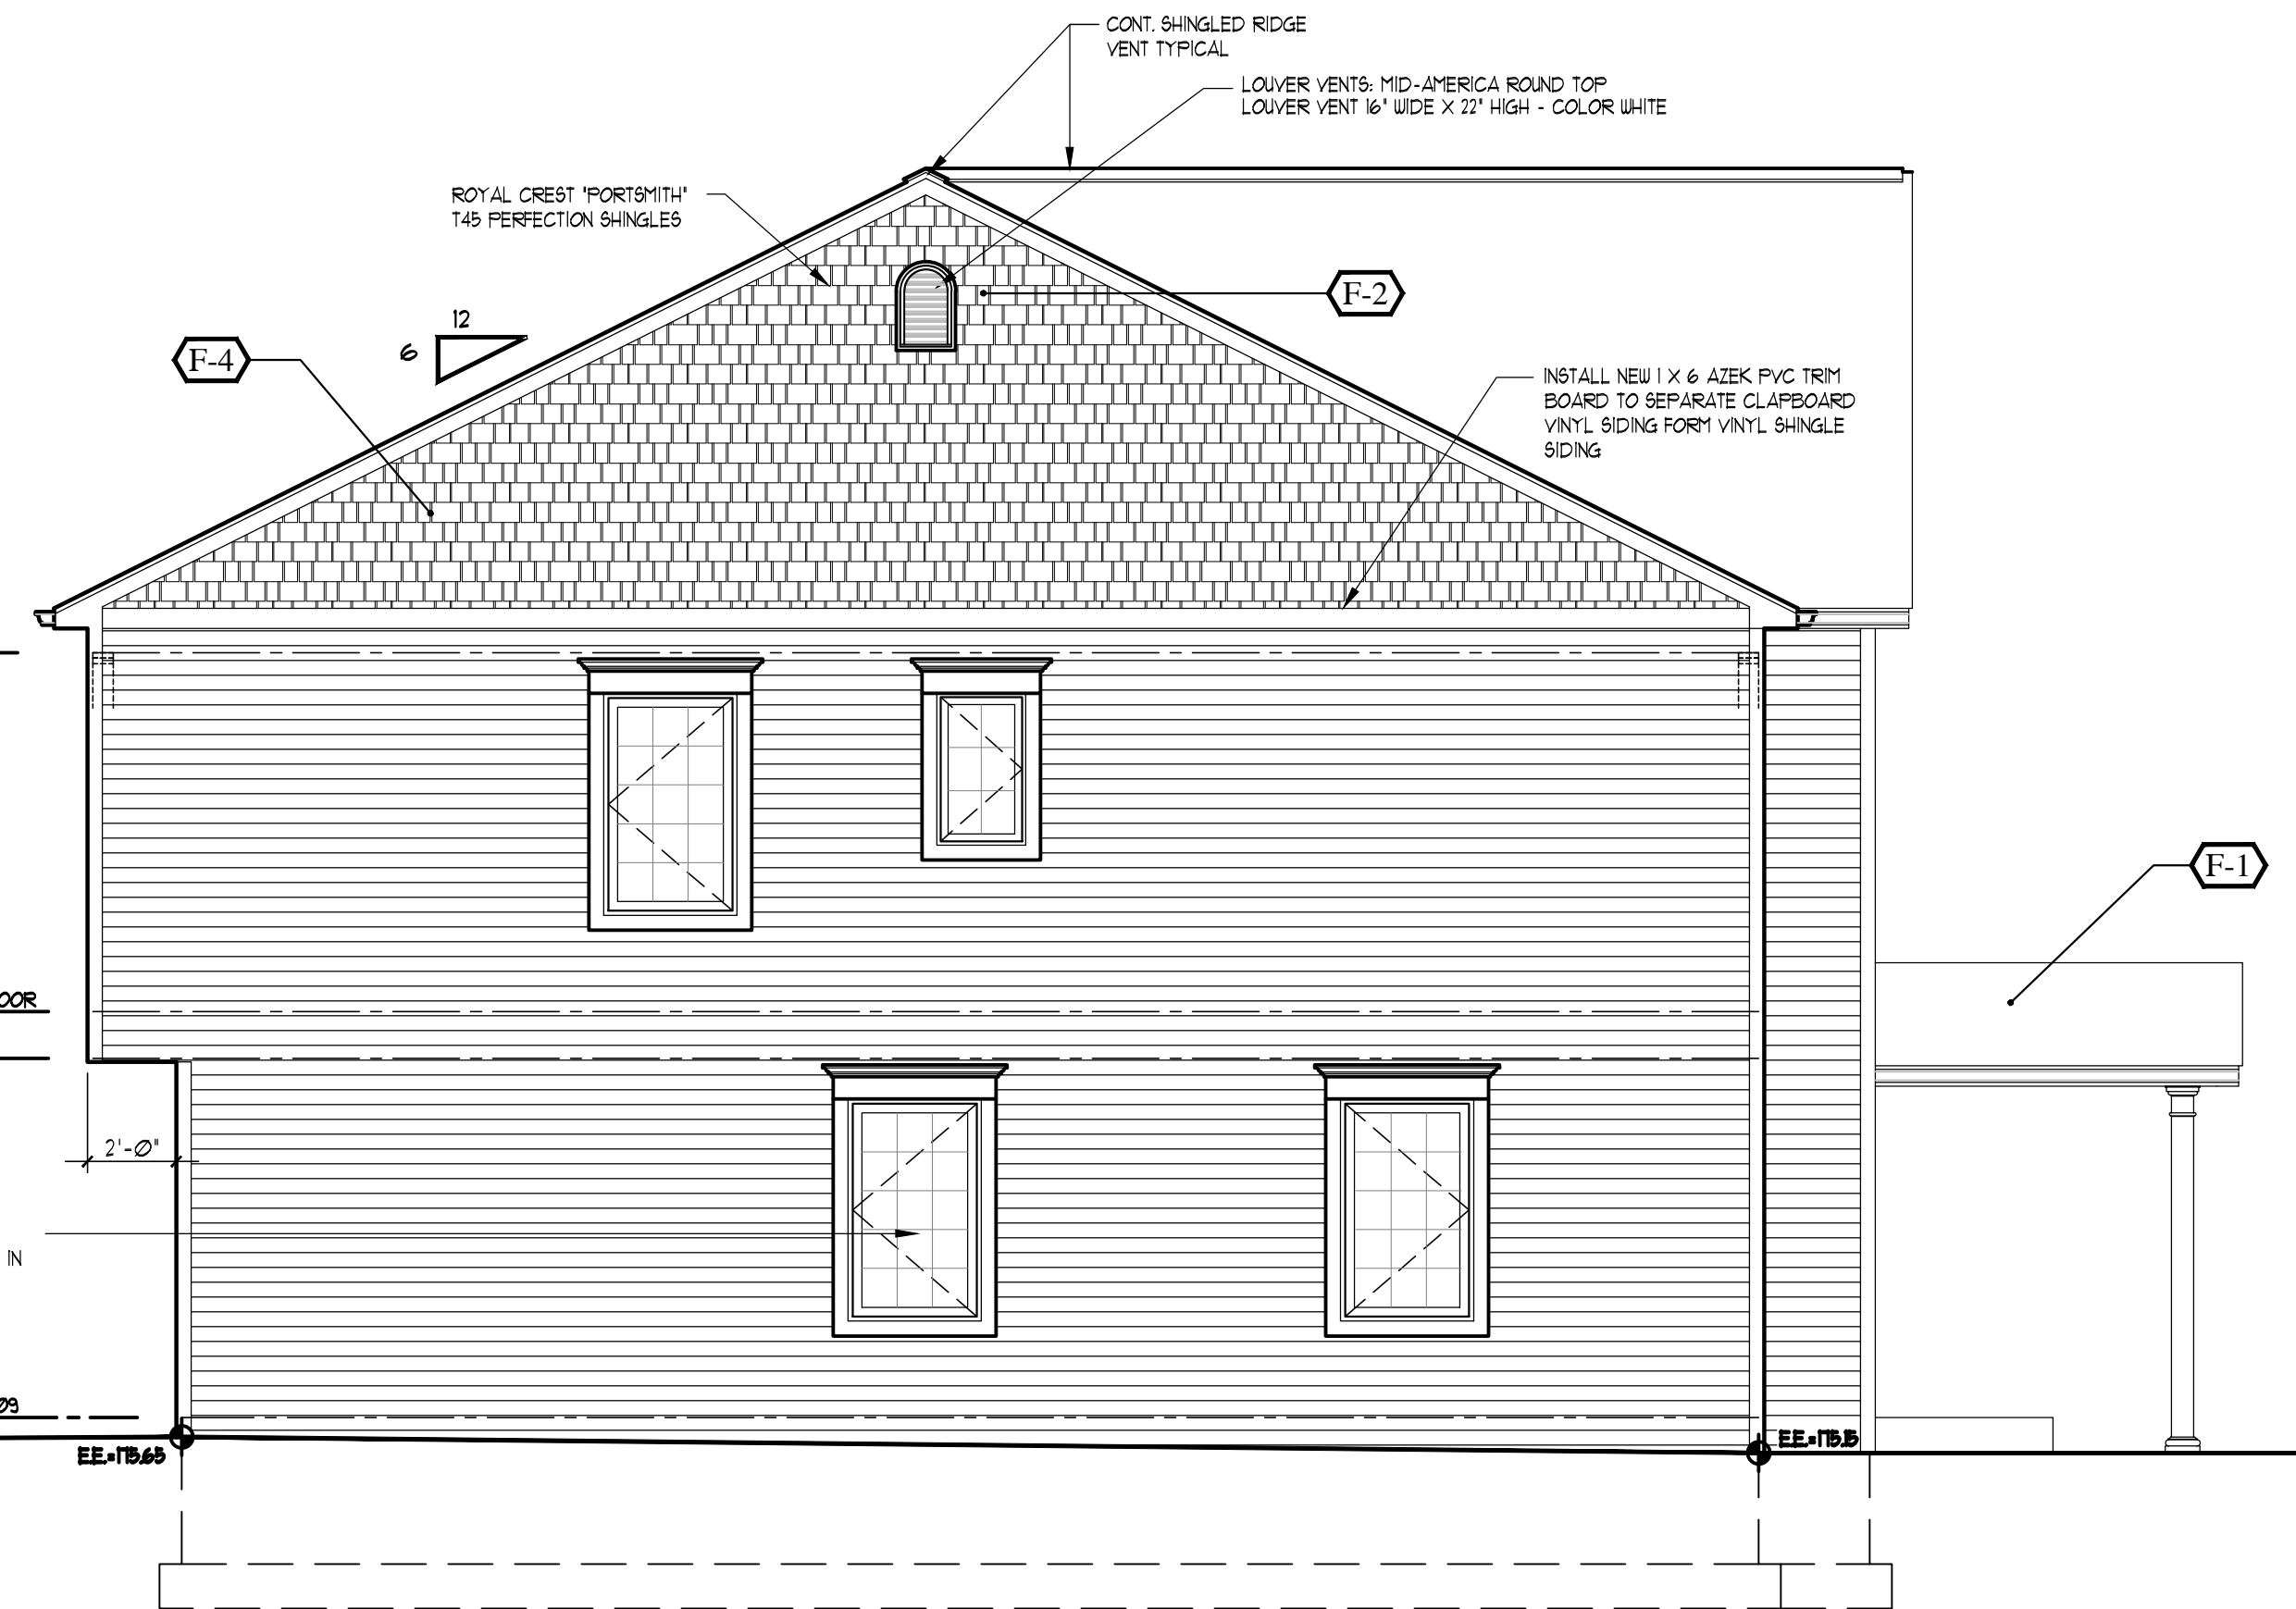 CONT. SHINGLED RIDGE
VENT TYPICAL
LOUVER VENTS: MID-AMERICA ROUND TOP
LOUVER VENT 16" WIDE X 22" HIGH - COLOR WHITE
ROYAL CREST "PORTSMITH"
T45 PERFECTION SHINGLES
F-2
12
6
F-4
INSTALL NEW 1 X 6 AZEK PVC TRIM
BOARD TO SEPARATE CLAPBOARD
VINYL SIDING FORM VINYL SHINGLE
SIDING
F-1
OOR
2'-0"
IN
09
E.E.=175.65
E.E.=175.15